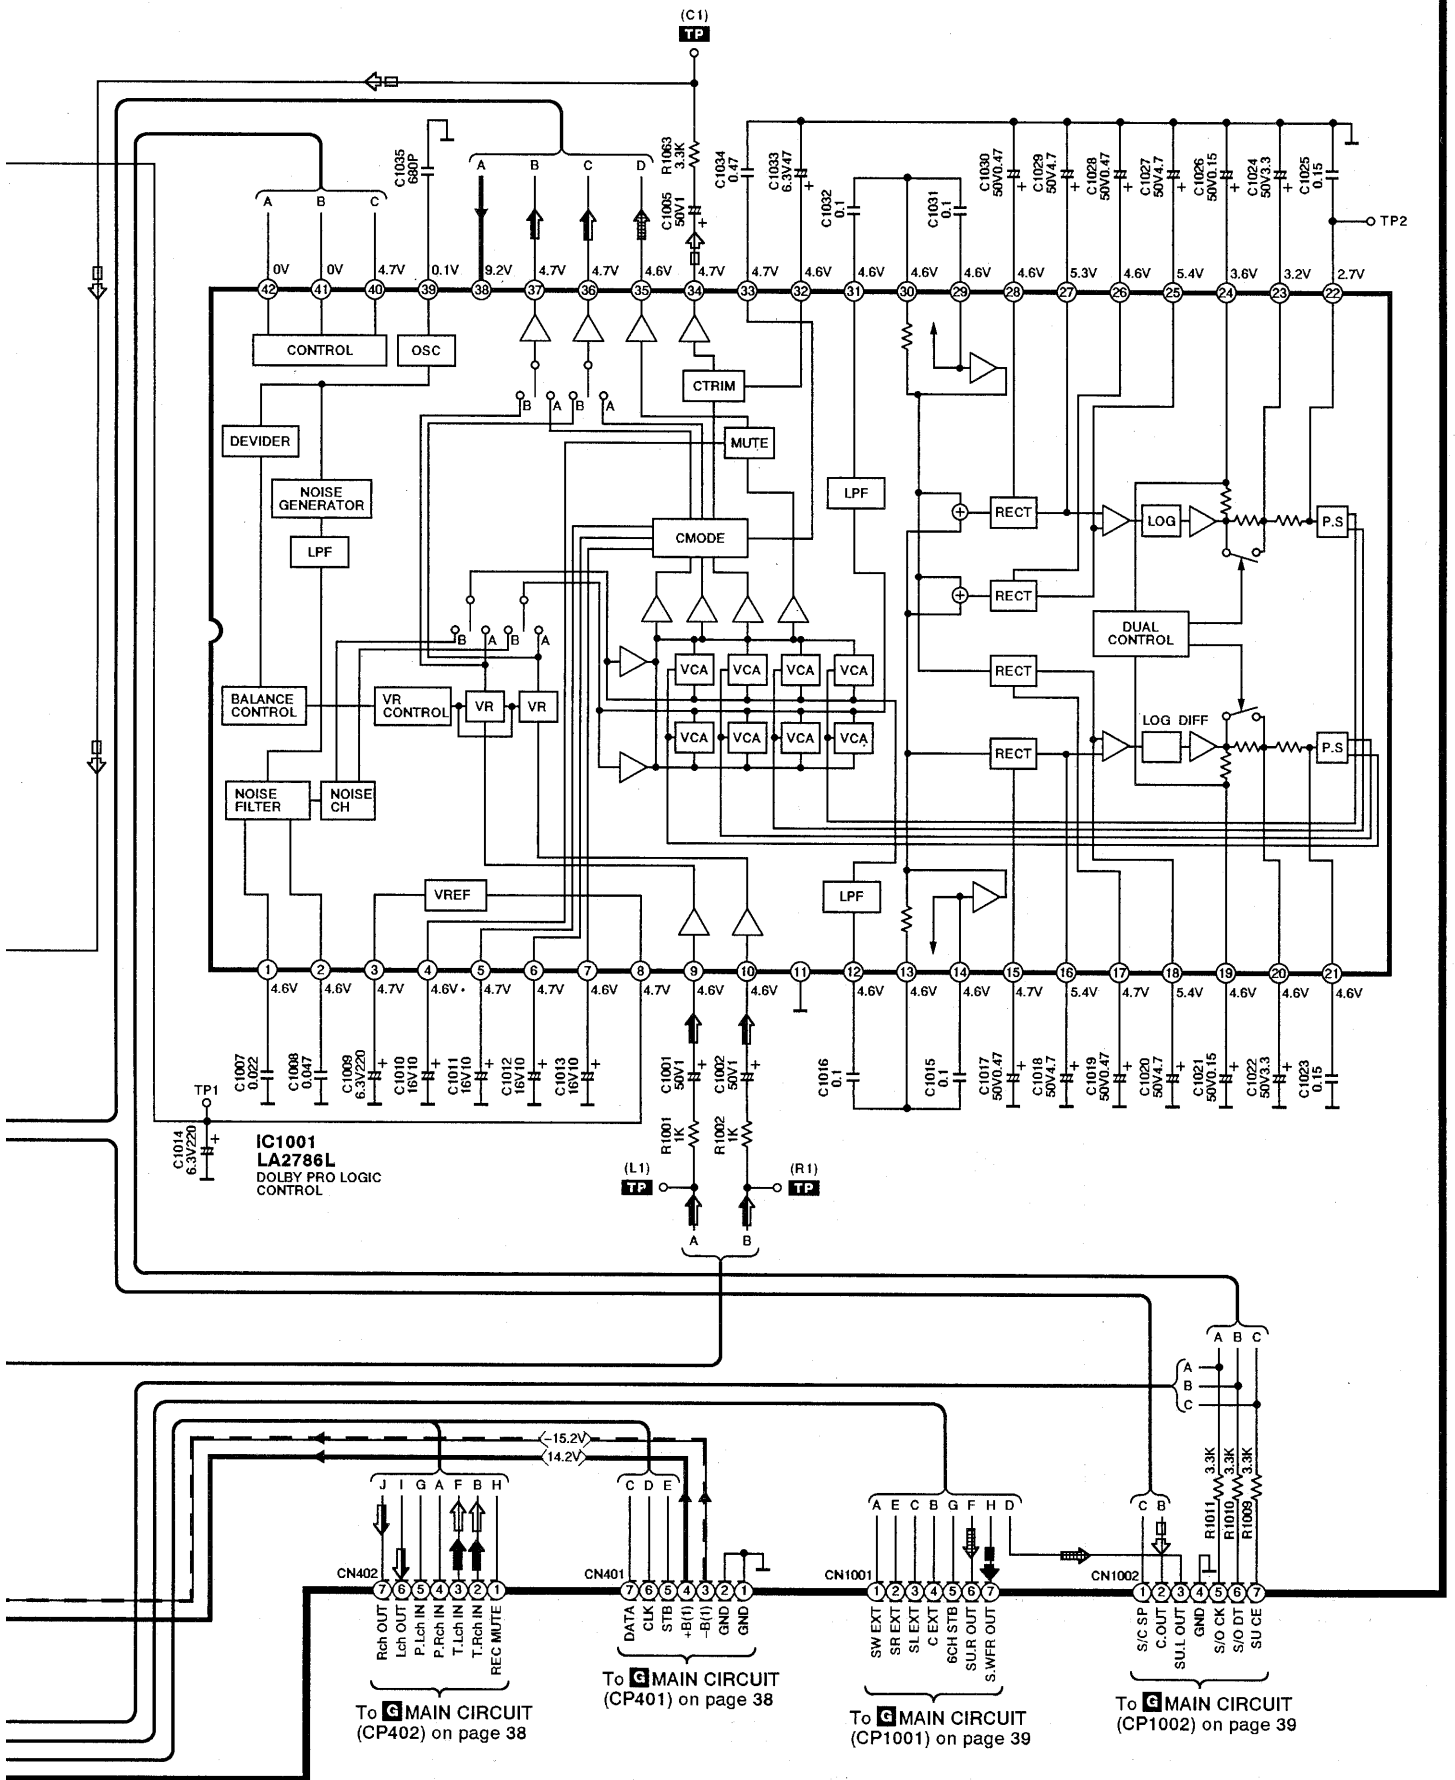 (C1)
TP
A B C
C1035
680P
A B C D
R1063
3.3K
C1005
50V1
+
C1034
0.47
C1033
6.3V47
+
C1032
0.1
C1031
0.1
C1030
50V0.47
+
C1029
50V4.7
+
C1028
50V0.47
+
C1027
50V4.7
+
C1026
50V0.15
+
C1024
50V3.3
+
C1025
0.15
TP2
0V 0V 4.7V 0.1V 9.2V 4.7V 4.7V 4.6V 4.7V 4.7V 4.6V 4.6V 4.6V 4.6V 4.6V 5.3V 4.6V 5.4V 3.6V 3.2V 2.7V
42 41 40 39 38 37 36 35 34 33 32 31 30 29 28 27 26 25 24 23 22
CONTROL
OSC
CTRIM
B A B A
DEVIDER
MUTE
NOISE
GENERATOR
LPF
+
RECT
LOG
P.S
CMODE
LPF
+
RECT
B A B A
DUAL
CONTROL
VCA VCA VCA VCA
RECT
BALANCE
CONTROL
VR
CONTROL
VR
VR
LOG DIFF
VCA VCA VCA VCA
RECT
P.S
NOISE
FILTER
NOISE
CH
VREF
LPF
1 2 3 4 5 6 7 8 9 10 11 12 13 14 15 16 17 18 19 20 21
4.6V 4.6V 4.7V 4.6V 4.7V 4.7V 4.6V 4.7V 4.6V 4.6V 4.6V 4.6V 4.6V 4.7V 5.4V 4.7V 5.4V 4.6V 4.6V 4.6V
C1007
0.022
C1008
0.047
C1009
6.3V220
+
C1010
16V10
+
C1011
16V10
+
C1012
16V10
+
C1013
16V10
+
C1001
50V1
+
C1002
50V1
+
C1016
0.1
C1015
0.1
C1017
50V0.47
+
C1018
50V4.7
+
C1019
50V0.47
+
C1020
50V4.7
+
C1021
50V0.15
+
C1022
50V3.3
+
C1023
0.15
TP1
C1014
6.3V220
+
R1001
1K
R1002
1K
IC1001
LA2786L
DOLBY PRO LOGIC
CONTROL
(L1)
TP
(R1)
TP
A B
A B C
A
B
C
-15.2V
14.2V
R1011 3.3K
R1010 3.3K
R1009 3.3K
J I G A F B H
C D E
A E C B G F H D
C B
CN402
7 6 5 4 3 2 1
Rch OUT
Lch OUT
P.Lch IN
P.Rch IN
T.Lch IN
T.Rch IN
REC MUTE
To G MAIN CIRCUIT
(CP402) on page 38
CN401
7 6 5 4 3 2 1
DATA
CLK
STB
+B(1)
-B(1)
GND
GND
To G MAIN CIRCUIT
(CP401) on page 38
CN1001
1 2 3 4 5 6 7
SW EXT
SR EXT
SL EXT
C EXT
6CH STB
SU.R OUT
S.WFR OUT
To G MAIN CIRCUIT
(CP1001) on page 39
CN1002
1 2 3 4 5 6 7
S/C SP
C.OUT
SU.L OUT
GND
S/O CK
S/O DT
SU CE
To G MAIN CIRCUIT
(CP1002) on page 39